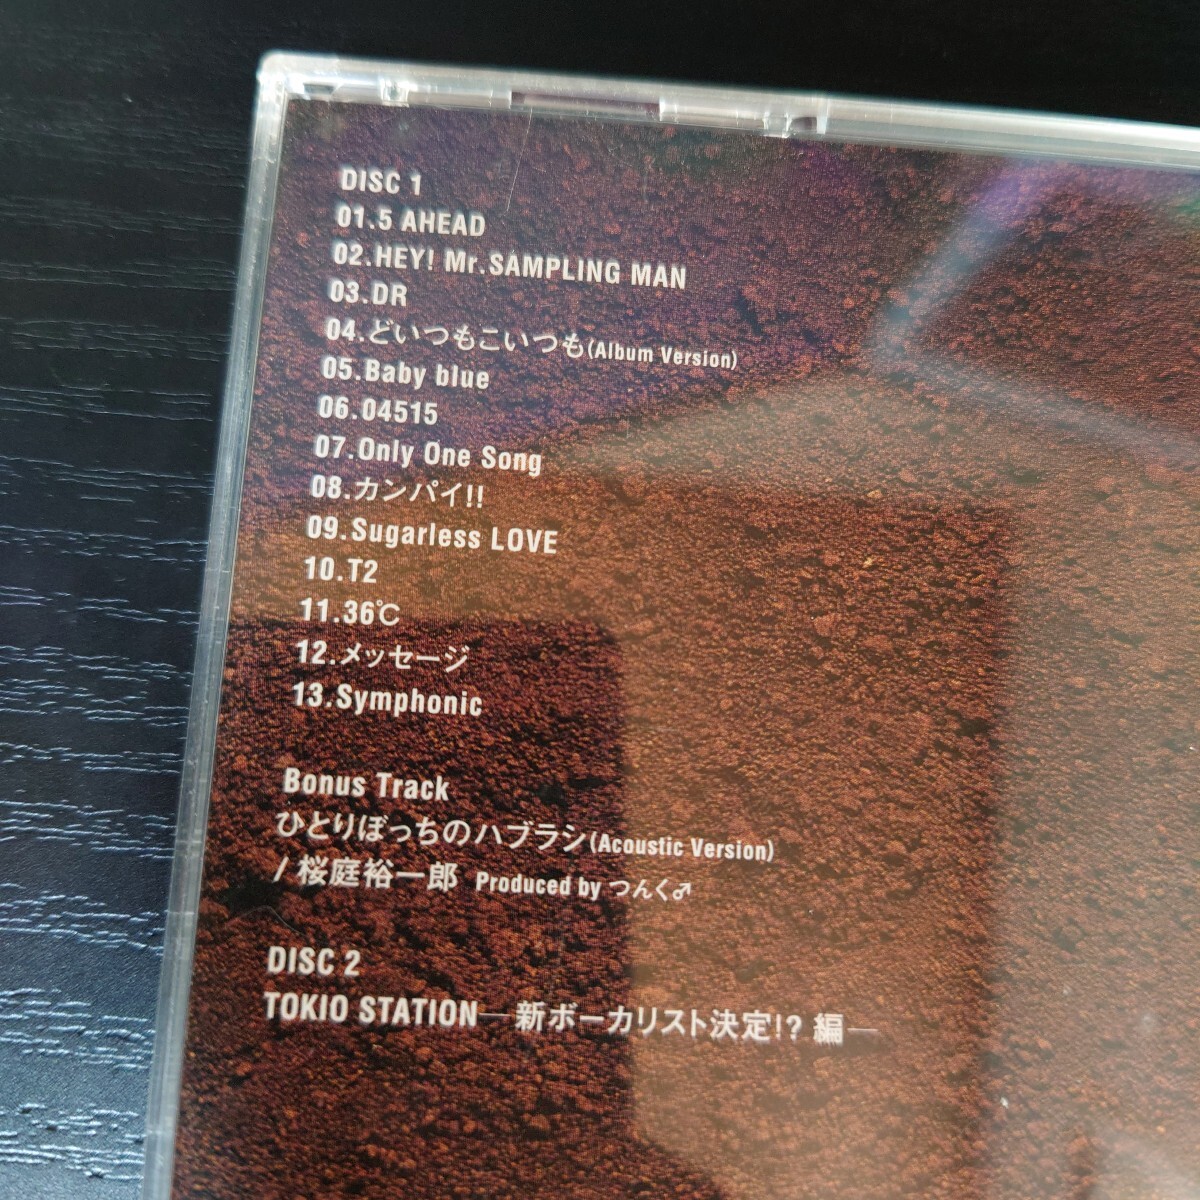 DISC 1
01.5 AHEAD
02.HEY! Mr.SAMPLING MAN
03.DR
04.どいつもこいつも(Album Version)
05.Baby blue
06.04515
07.Only One Song
08.カンパイ!!
09.Sugarless LOVE
10.T2
11.36℃
12.メッセージ
13.Symphonic
Bonus Track
ひとりぼっちのハブラシ(Acoustic Version)
/ 桜庭裕一郎 Produced by つんく♂
DISC 2
TOKIO STATION―新ボーカリスト決定!? 編―